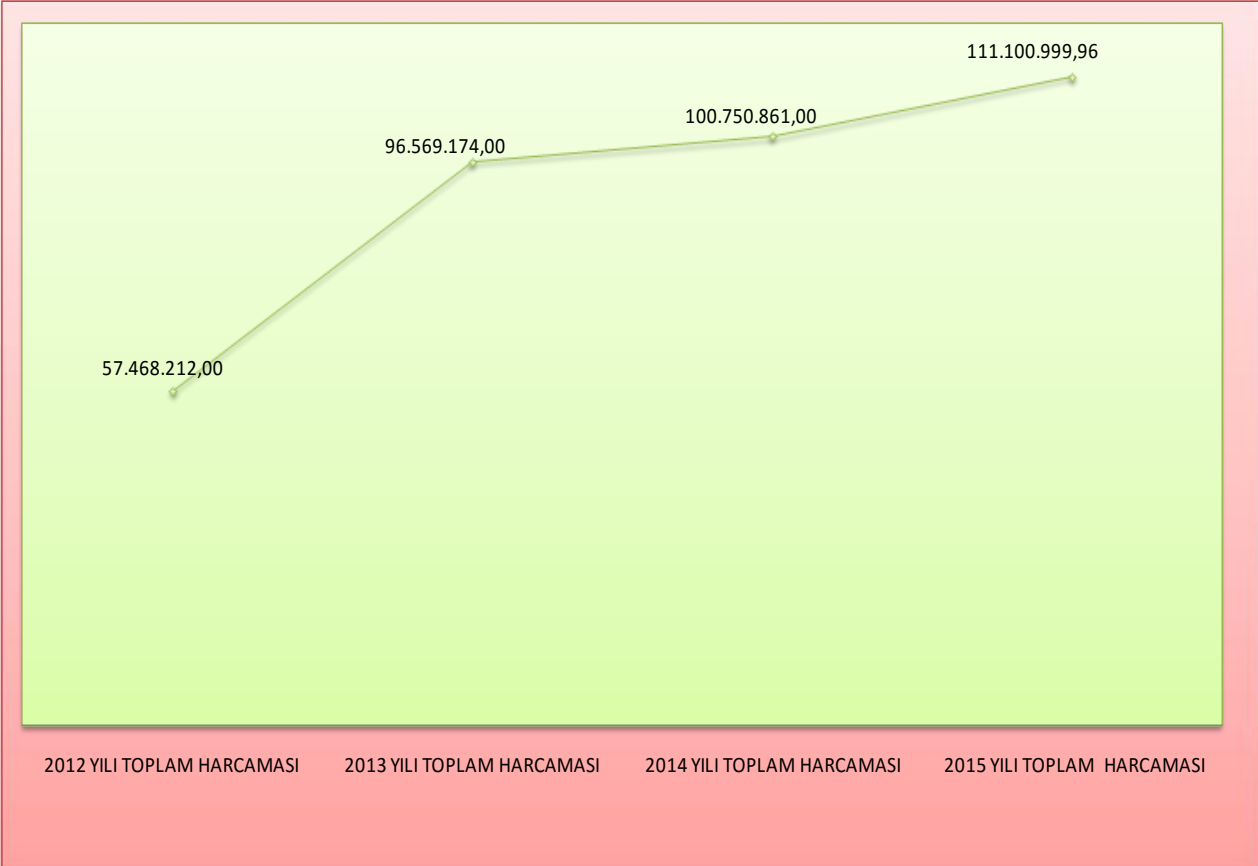 111.100.999,96
100.750.861,00
96.569.174,00
57.468.212,00
2012 YILI TOPLAM HARCAMASI
2013 YILI TOPLAM HARCAMASI
2014 YILI TOPLAM HARCAMASI
2015 YILI TOPLAM  HARCAMASI